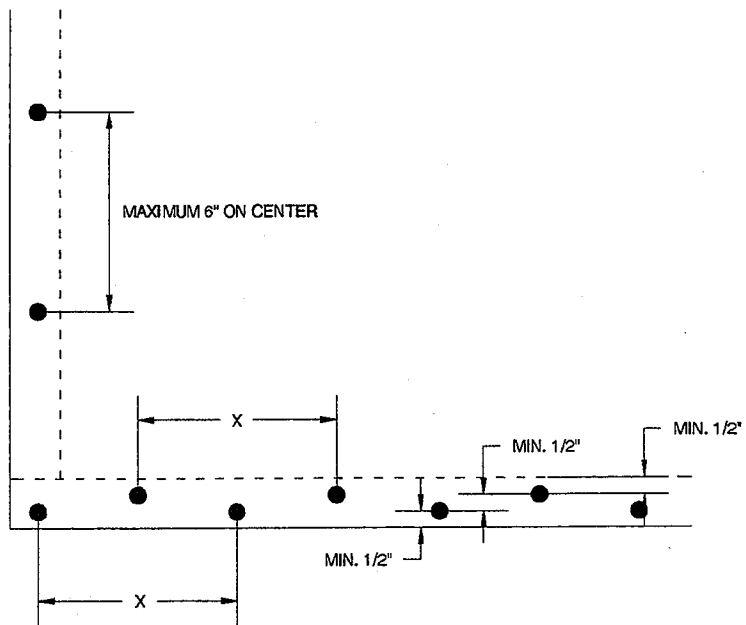 MAXIMUM 6" ON CENTER
X
MIN. 1/2"
MIN. 1/2"
MIN. 1/2"
X